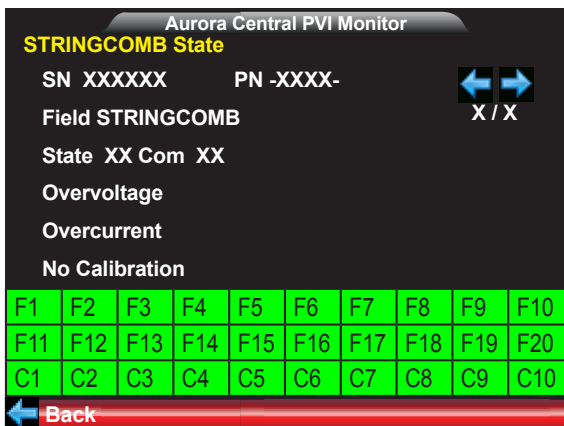 Aurora Central PVI Monitor
STRINGCOMB State
SN XXXXXX PN -XXXX-
Field STRINGCOMB X / X
State XX Com XX
Overvoltage
Overcurrent
No Calibration
F1 F2 F3 F4 F5 F6 F7 F8 F9 F10
F11 F12 F13 F14 F15 F16 F17 F18 F19 F20
C1 C2 C3 C4 C5 C6 C7 C8 C9 C10
Back